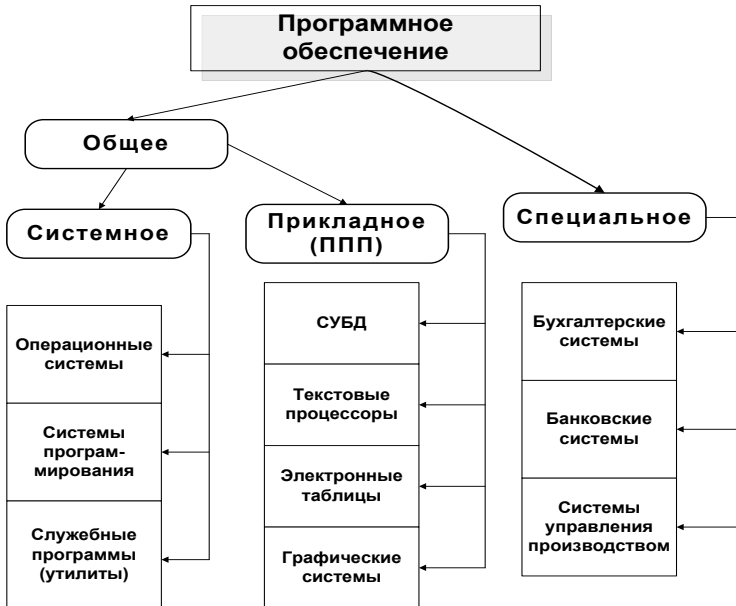 Программное
обеспечение
Общее
Системное
Прикладное
(ППП)
Специальное
Операционные
системы
Системы
програм-
мирования
Служебные
программы
(утилиты)
СУБД
Текстовые
процессоры
Электронные
таблицы
Графические
системы
Бухгалтерские
системы
Банковские
системы
Системы
управления
производством